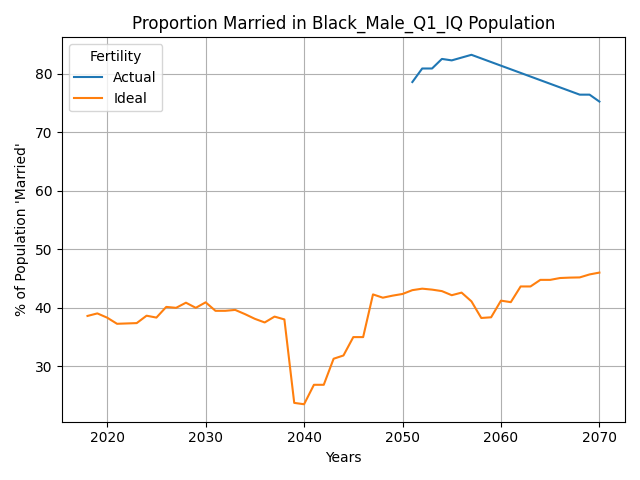 Proportion Married in Black_Male_Q1_IQ Population
Fertility
Actual
Ideal
% of Population 'Married'
80
70
60
50
40
30
2020 2030 2040 2050 2060 2070
Years